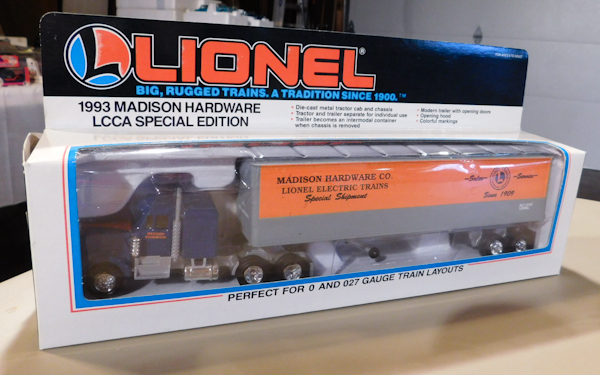 LIONEL®
BIG, RUGGED TRAINS. A TRADITION SINCE 1900.™
1993 MADISON HARDWARE
LCCA SPECIAL EDITION
• Die-cast metal tractor cab and chassis
• Tractor and trailer separate for individual use
• Trailer becomes an intermodal container
when chassis is removed
• Modern trailer with opening doors
• Opening hood
• Colorful markings
MADISON HARDWARE CO.
LIONEL ELECTRIC TRAINS
Special Shipment
Sales L Service
Since 1909
PERFECT FOR 0 AND 027 GAUGE TRAIN LAYOUTS